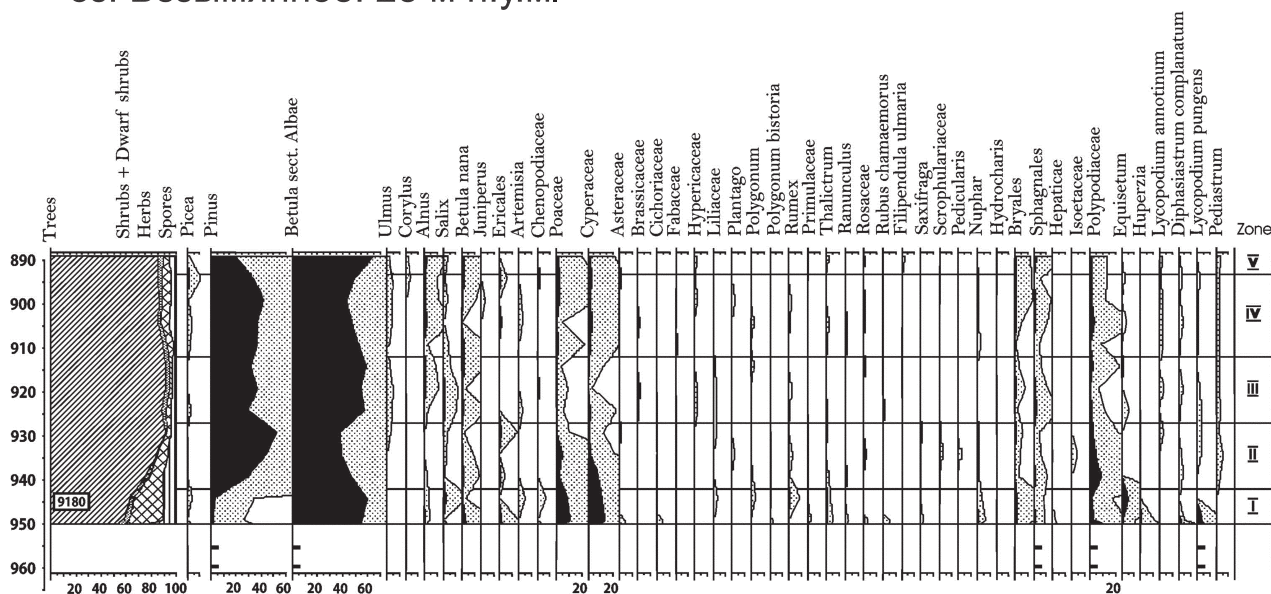 оз. Безымянное. 25 м н.у.м.
Trees
Shrubs + Dwarf shrubs
Herbs
Spores
Picea
Pinus
Betula sect. Albae
Ulmus
Corylus
Alnus
Salix
Betula nana
Juniperus
Ericales
Artemisia
Chenopodiaceae
Poaceae
Cyperaceae
Asteraceae
Brassicaceae
Cichoriaceae
Fabaceae
Hypericaceae
Liliaceae
Plantago
Polygonum
Polygonum bistoria
Rumex
Primulaceae
Thalictrum
Ranunculus
Rosaceae
Rubus chamaemorus
Filipendula ulmaria
Saxifraga
Scrophulariaceae
Pedicularis
Nuphar
Hydrocharis
Bryales
Sphagnales
Hepaticae
Isoetaceae
Polypodiaceae
Equisetum
Huperzia
Lycopodium annotinum
Diphasiastrum complanatum
Lycopodium pungens
Pediastrum
Zone
890 V
900 IV
910
920 III
930
940 II
9180
950 I
960
20 40 60 80 100 20 40 60 20 40 60 20 20 20